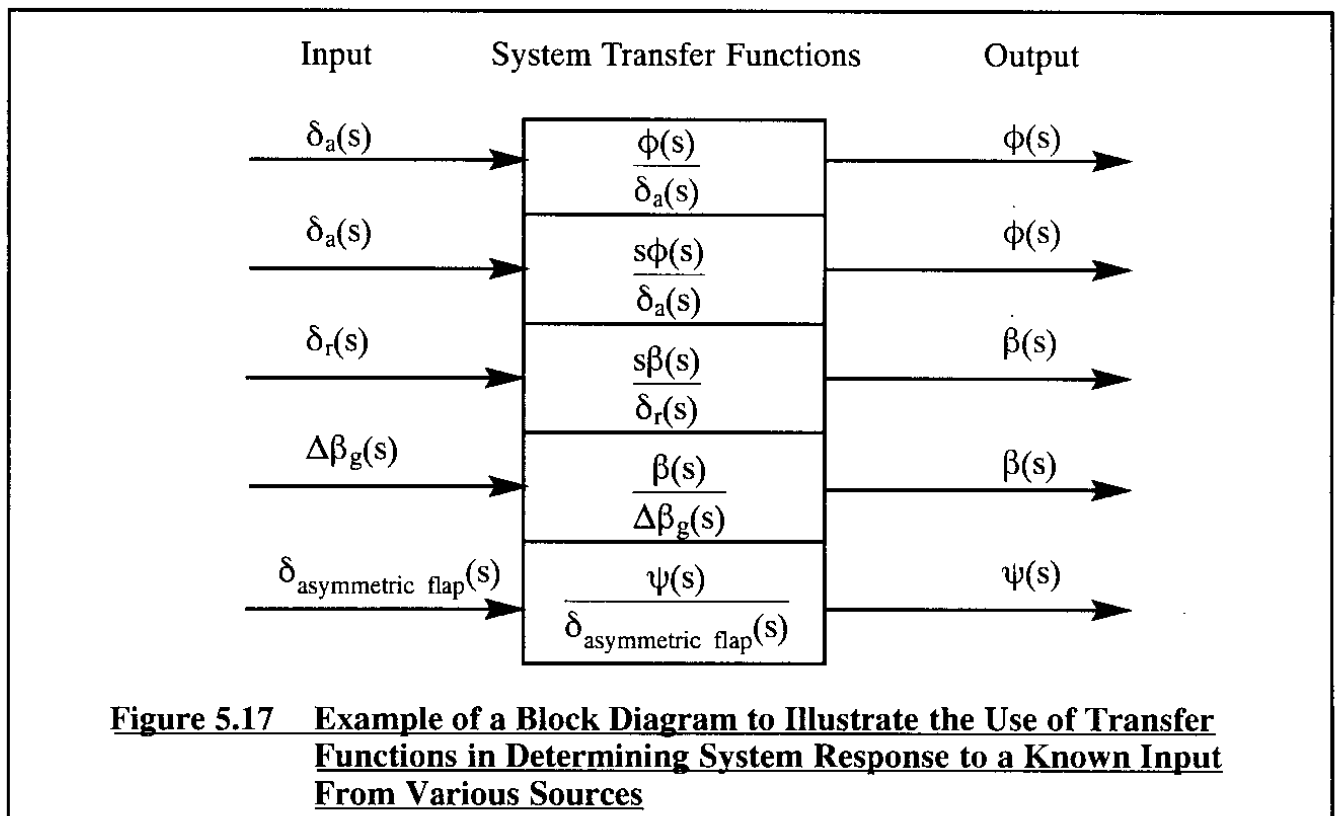 Input System Transfer Functions Output
δa(s) φ(s) φ(s)
δa(s)
δa(s) sφ(s) φ(s)
δa(s)
δr(s) sβ(s) β(s)
δr(s)
Δβg(s) β(s) β(s)
Δβg(s)
δasymmetric flap(s) ψ(s) ψ(s)
δasymmetric flap(s)
Figure 5.17 Example of a Block Diagram to Illustrate the Use of Transfer
Functions in Determining System Response to a Known Input
From Various Sources